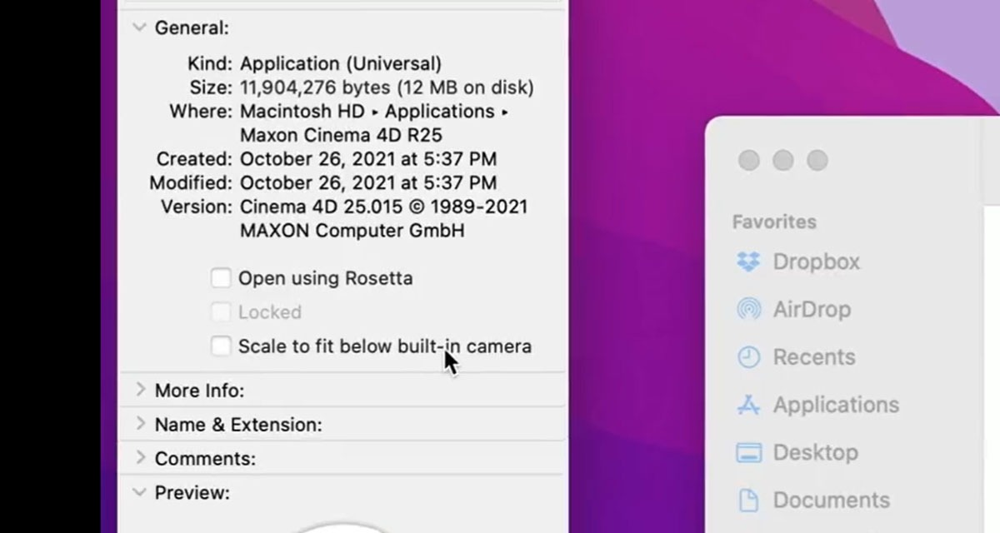 General:
Kind: Application (Universal)
Size: 11,904,276 bytes (12 MB on disk)
Where: Macintosh HD ▸ Applications ▸
Maxon Cinema 4D R25
Created: October 26, 2021 at 5:37 PM
Modified: October 26, 2021 at 5:37 PM
Version: Cinema 4D 25.015 © 1989-2021
MAXON Computer GmbH
Open using Rosetta
Locked
Scale to fit below built-in camera
More Info:
Name & Extension:
Comments:
Preview:
Favorites
Dropbox
AirDrop
Recents
Applications
Desktop
Documents